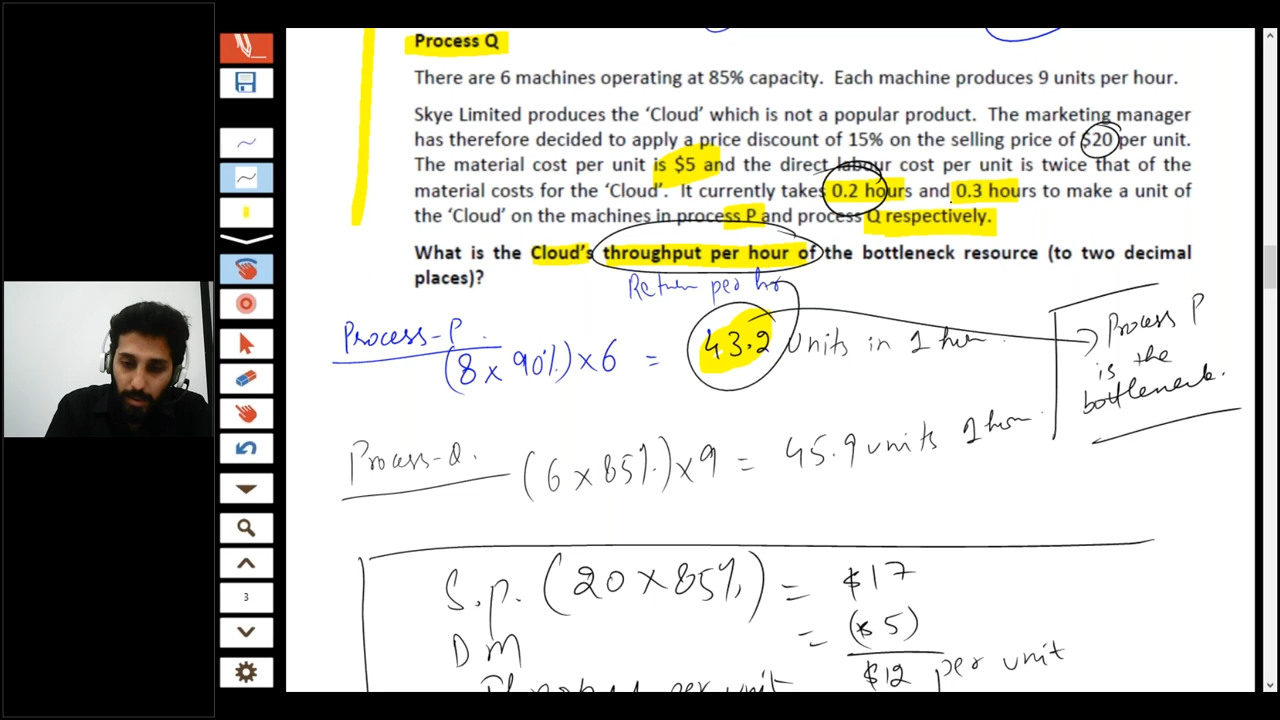 Process Q
There are 6 machines operating at 85% capacity. Each machine produces 9 units per hour.
Skye Limited produces the 'Cloud' which is not a popular product. The marketing manager
has therefore decided to apply a price discount of 15% on the selling price of $20 per unit.
The material cost per unit is $5 and the direct labour cost per unit is twice that of the
material costs for the 'Cloud'. It currently takes 0.2 hours and 0.3 hours to make a unit of
the 'Cloud' on the machines in process P and process Q respectively.
What is the Cloud's throughput per hour of the bottleneck resource (to two decimal
places)?
Return per hr
Process-P.
(8 x 90%) x 6 = 43.2 units in 1 hour.
Process P
is the
bottleneck.
Process-Q.
(6 x 85%) x 9 = 45.9 units 1 hour.
S.p. (20 x 85%) = $17
DM = ($5)
per unit $12 per unit
3